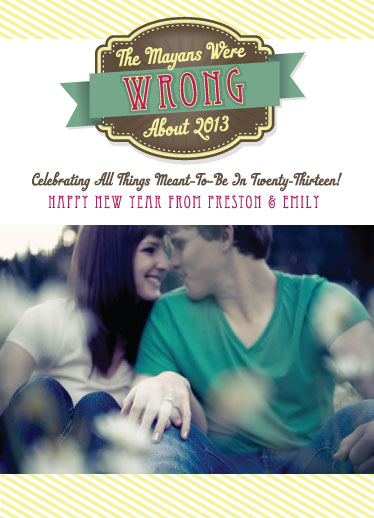 The Mayans Were
WRONG
About 2013
Celebrating All Things Meant-To-Be In Twenty-Thirteen!
HAPPY NEW YEAR FROM PRESTON & EMILY